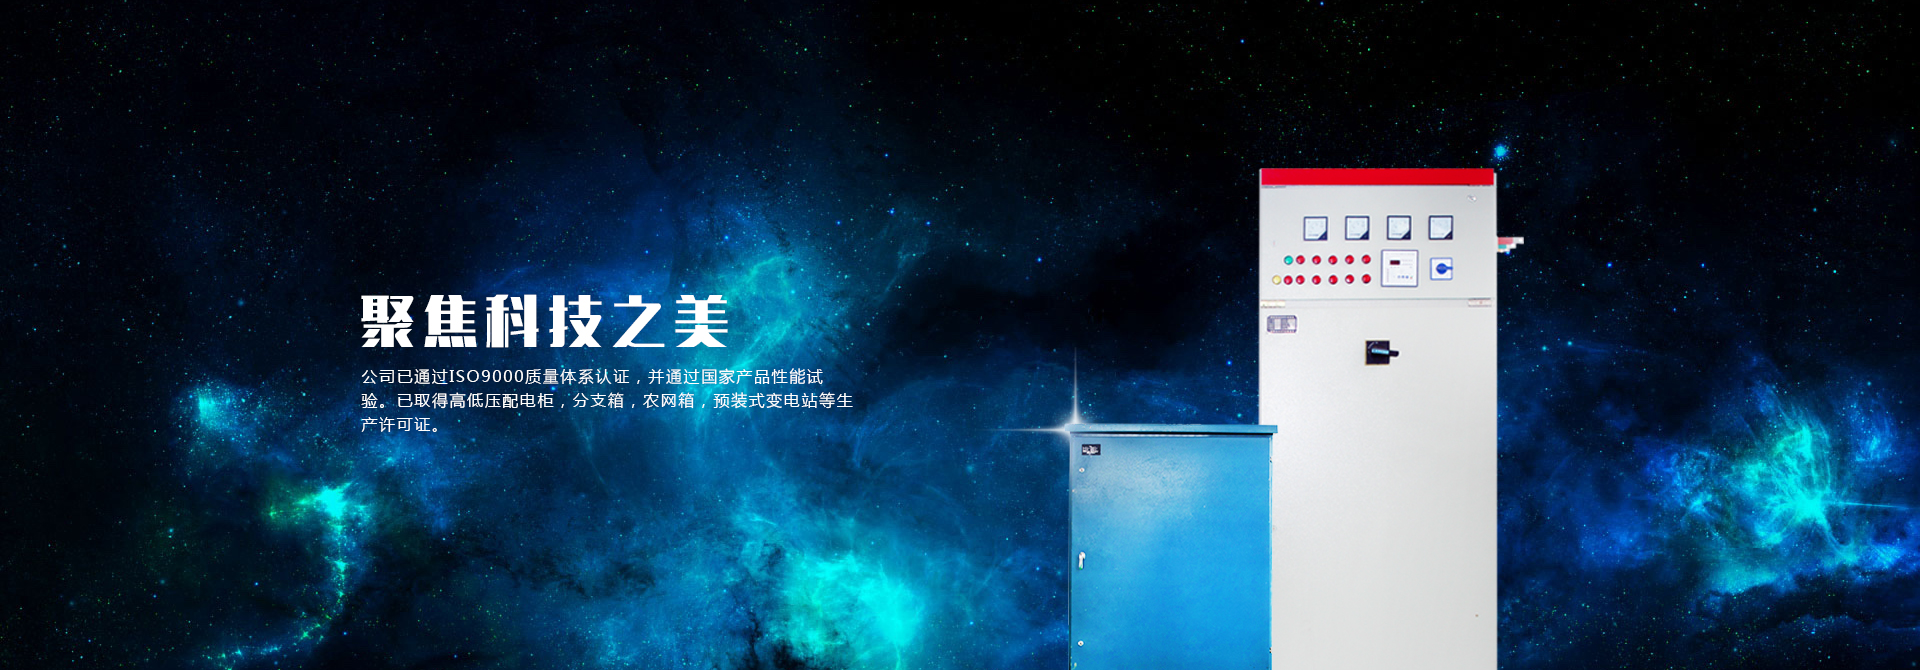 聚焦科技之美
公司已通过ISO9000质量体系认证，并通过国家产品性能试
验。已取得高低压配电柜，分支箱，农网箱，预装式变电站等生
产许可证。